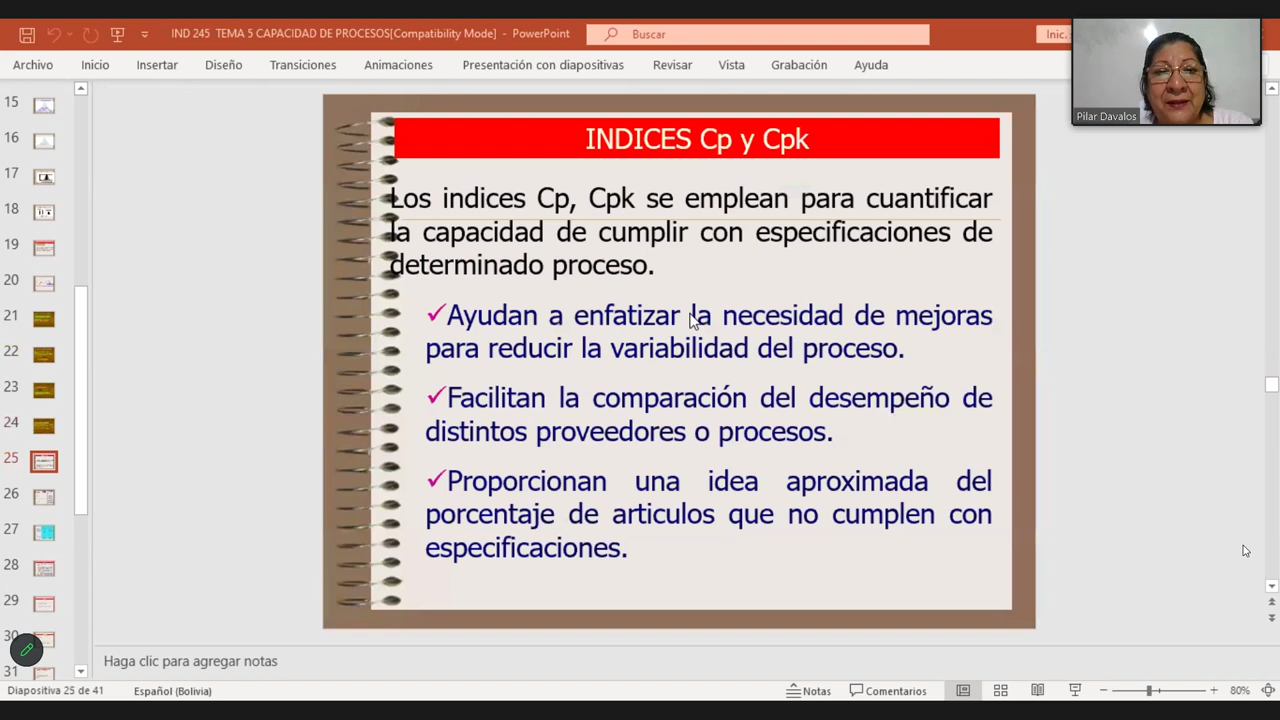 IND 245 TEMA 5 CAPACIDAD DE PROCESOS[Compatibility Mode] - PowerPoint
Buscar
Inic.
Archivo Inicio Insertar Diseño Transiciones Animaciones Presentación con diapositivas Revisar Vista Grabación Ayuda
Pilar Davalos
15
16
17
18
19
20
21
22
23
24
25
26
27
28
29
30
31
INDICES Cp y Cpk
Los indices Cp, Cpk se emplean para cuantificar
la capacidad de cumplir con especificaciones de
determinado proceso.
✓Ayudan a enfatizar la necesidad de mejoras
para reducir la variabilidad del proceso.
✓Facilitan la comparación del desempeño de
distintos proveedores o procesos.
✓Proporcionan una idea aproximada del
porcentaje de articulos que no cumplen con
especificaciones.
Haga clic para agregar notas
Diapositiva 25 de 41 Español (Bolivia) Notas Comentarios 80%